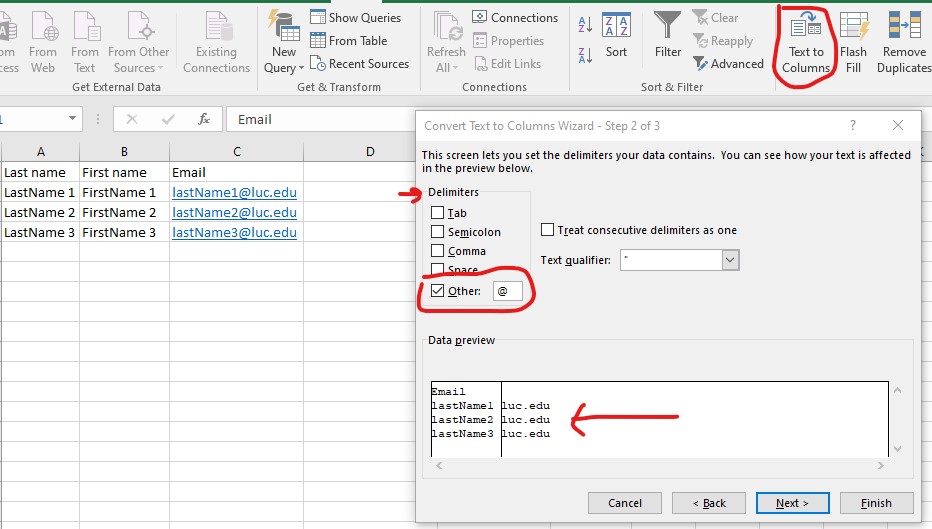 Show Queries
Connections
Clear
From Table
Properties
Reapply
Recent Sources
Edit Links
Advanced
From From From Other Existing New Refresh Sort Filter Text to Flash Remove
Web Text Sources Connections Query All Columns Fill Duplicates
Get External Data Get & Transform Connections Sort & Filter
fx Email
A B C D
Last name First name Email
LastName 1 FirstName 1 lastName1@luc.edu
LastName 2 FirstName 2 lastName2@luc.edu
LastName 3 FirstName 3 lastName3@luc.edu
Convert Text to Columns Wizard - Step 2 of 3 ?
This screen lets you set the delimiters your data contains. You can see how your text is affected
in the preview below.
Delimiters
Tab
Semicolon
Comma
Space
Other: @
Treat consecutive delimiters as one
Text qualifier: "
Data preview
Email
lastName1 luc.edu
lastName2 luc.edu
lastName3 luc.edu
Cancel < Back Next > Finish